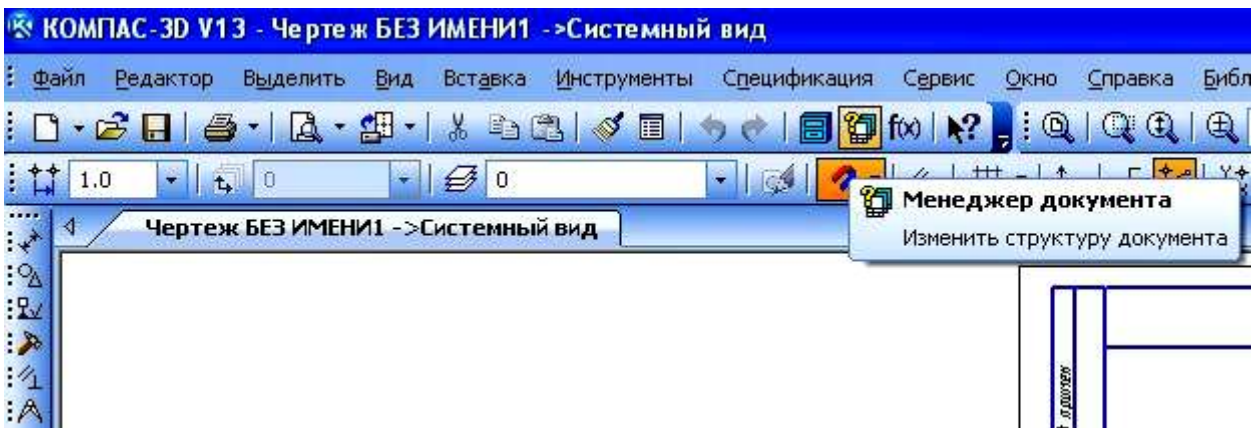 КОМПАС-3D V13 - Чертеж БЕЗ ИМЕНИ1 ->Системный вид
Файл Редактор Выделить Вид Вставка Инструменты Спецификация Сервис Окно Справка Библ
f(x)
1.0 0 0
Менеджер документа
Чертеж БЕЗ ИМЕНИ1 ->Системный вид
Изменить структуру документа